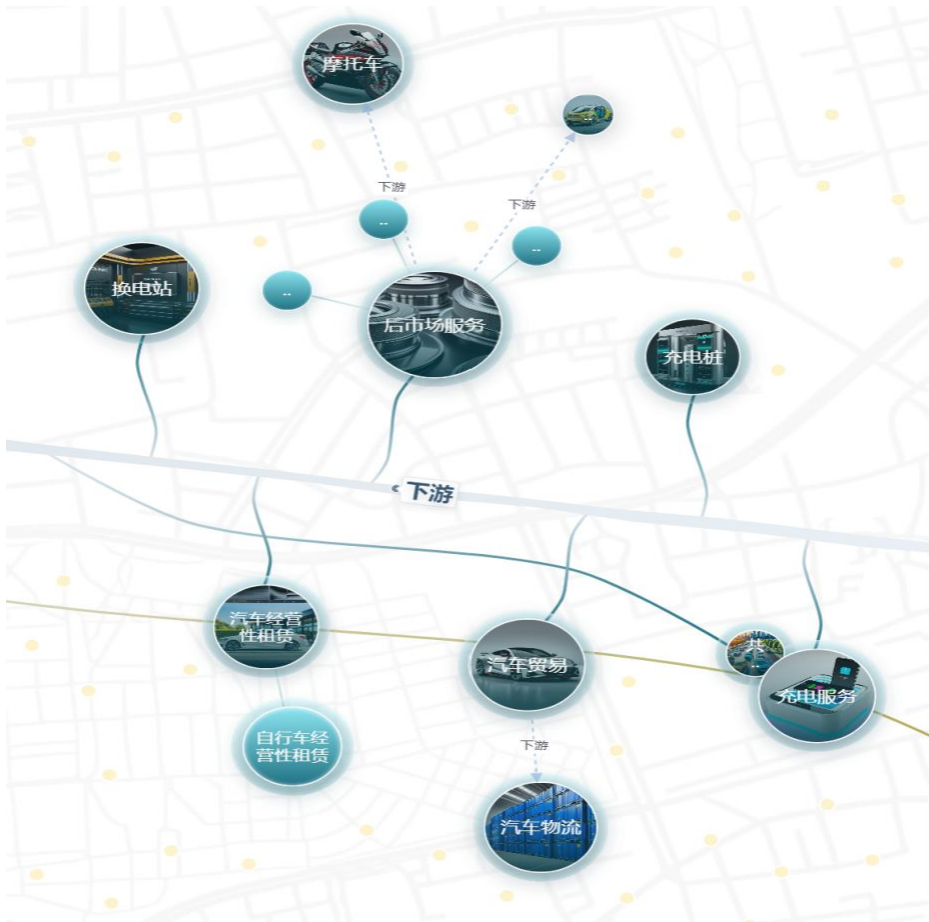 摩托车
..
下游
下游
..
..
..
换电站
后市场服务
充电桩
下游
汽车经营
性租赁
共
..
汽车贸易
充电服务
自行车经
营性租赁
下游
汽车物流